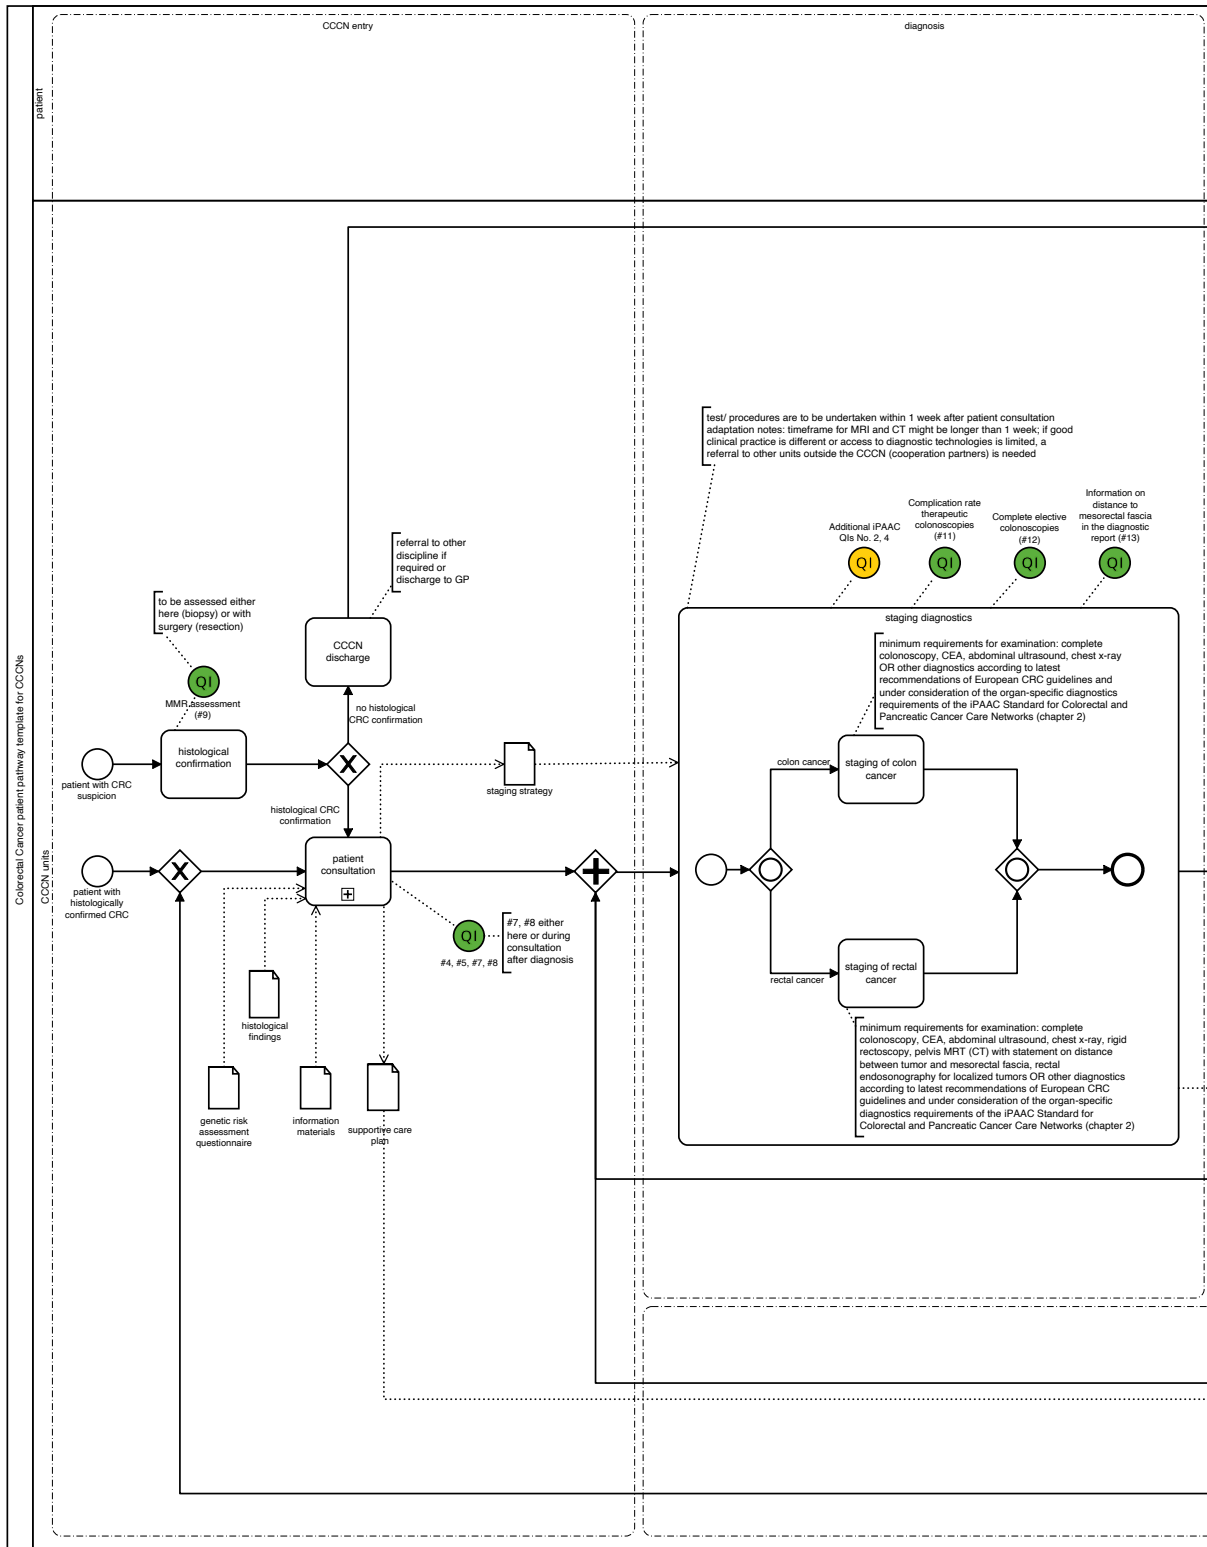 CCCN entry
diagnosis
patient
Colorectal Cancer patient pathway template for CCCNs
CCCN units
test/ procedures are to be undertaken within 1 week after patient consultation
adaptation notes: timeframe for MRI and CT might be longer than 1 week; if good
clinical practice is different or access to diagnostic technologies is limited, a
referral to other units outside the CCCN (cooperation partners) is needed
Additional iPAAC
QIs No. 2, 4
QI
Complication rate
therapeutic
colonoscopies
(#11)
QI
Complete elective
colonoscopies
(#12)
QI
Information on
distance to
mesorectal fascia
in the diagnostic
report (#13)
QI
referral to other
discipline if
required or
discharge to GP
to be assessed either
here (biopsy) or with
surgery (resection)
QI
MMR assessment
(#9)
CCCN
discharge
no histological
CRC confirmation
histological
confirmation
X
patient with CRC
suspicion
histological CRC
confirmation
staging strategy
patient
consultation
X
patient with
histologically
confirmed CRC
QI
#4, #5, #7, #8
#7, #8 either
here or during
consultation
after diagnosis
histological
findings
genetic risk
assessment
questionnaire
information
materials
supportive care
plan
staging diagnostics
minimum requirements for examination: complete
colonoscopy, CEA, abdominal ultrasound, chest x-ray
OR other diagnostics according to latest
recommendations of European CRC guidelines and
under consideration of the organ-specific diagnostics
requirements of the iPAAC Standard for Colorectal and
Pancreatic Cancer Care Networks (chapter 2)
colon cancer
staging of colon
cancer
rectal cancer
staging of rectal
cancer
minimum requirements for examination: complete
colonoscopy, CEA, abdominal ultrasound, chest x-ray, rigid
rectoscopy, pelvis MRT (CT) with statement on distance
between tumor and mesorectal fascia, rectal
endosonography for localized tumors OR other diagnostics
according to latest recommendations of European CRC
guidelines and under consideration of the organ-specific
diagnostics requirements of the iPAAC Standard for
Colorectal and Pancreatic Cancer Care Networks (chapter 2)